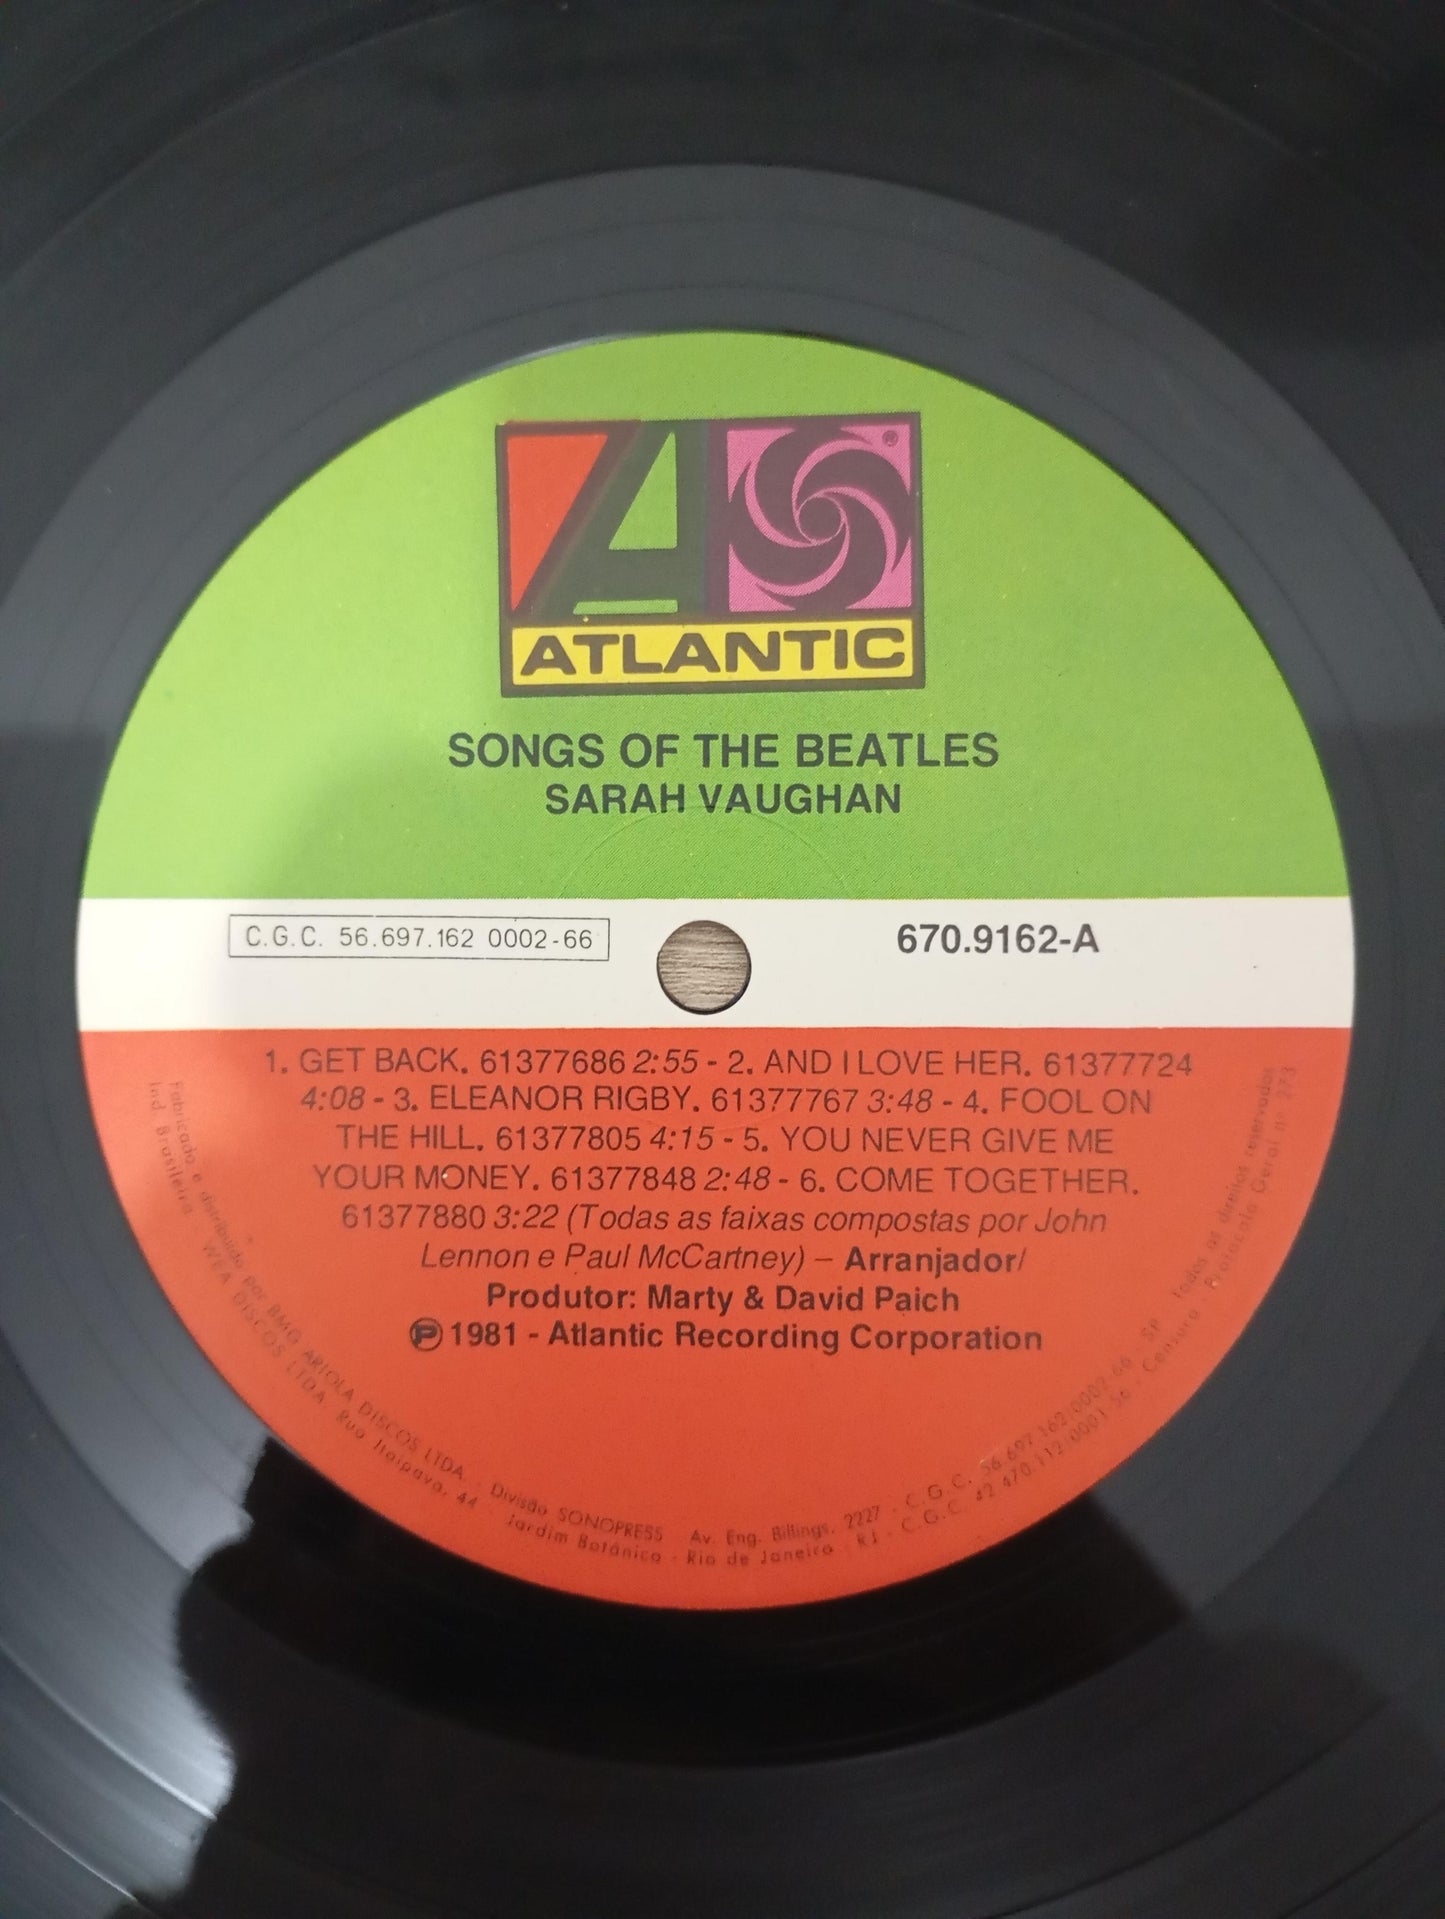 ATLANTIC
®
SONGS OF THE BEATLES
SARAH VAUGHAN
C.G.C. 56.697.162 0002-66
670.9162-A
1. GET BACK. 61377686 2:55 - 2. AND I LOVE HER. 61377724
4:08 - 3. ELEANOR RIGBY. 61377767 3:48 - 4. FOOL ON
THE HILL. 61377805 4:15 - 5. YOU NEVER GIVE ME
YOUR MONEY. 61377848 2:48 - 6. COME TOGETHER.
61377880 3:22 (Todas as faixas compostas por John
Lennon e Paul McCartney) – Arranjador/
Produtor: Marty & David Paich
℗ 1981 - Atlantic Recording Corporation
Fabricado e distribuido por BMG ARIOLA DISCOS LTDA. - Divisão SONOPRESS Av. Eng. Billings, 2227 - C.G.C. 56.697.162/0002-66 - SP. Todos os direitos reservados
Ind. Brasileira - WEA DISCOS LTDA. Rua Itaipava, 44 - Jardim Botânico - Rio de Janeiro - RJ - C.G.C. 42.470.112/0001-56 - Censura - Protocolo Geral nº 273